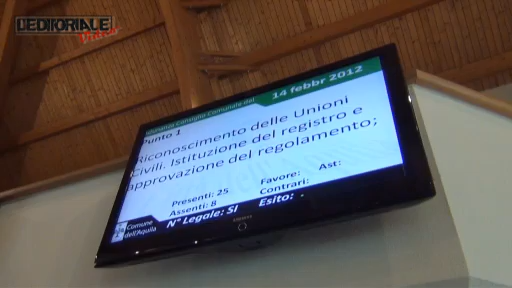 L'EDITORIALE
Video
Adunanza Consiglio Comunale del 14 febbr 2012
Punto 1
Riconoscimento delle Unioni
Civili. Istituzione del registro e
approvazione del regolamento;
Presenti: 25 Favore: Ast:
Assenti: 8 Contrari:
N° Legale: SI Esito: -
Comune
dell'Aquila